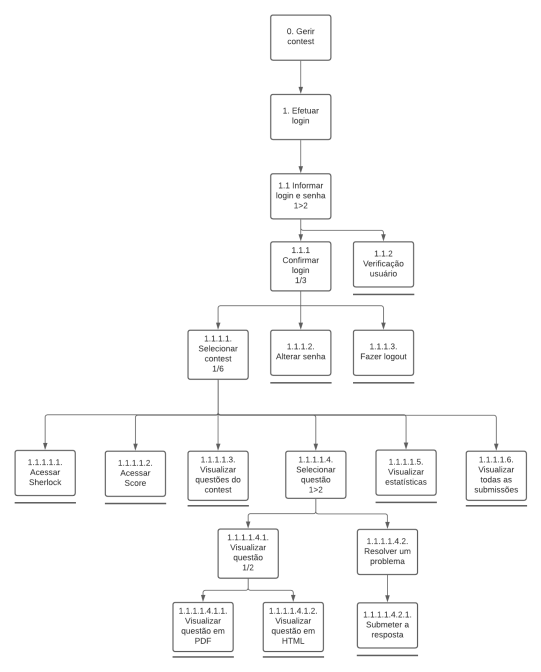 0. Gerir
contest
1. Efetuar
login
1.1 Informar
login e senha
1>2
1.1.1
Confirmar
login
1/3
1.1.2
Verificação
usuário
1.1.1.1.
Selecionar
contest
1/6
1.1.1.2.
Alterar senha
1.1.1.3.
Fazer logout
1.1.1.1.1.
Acessar
Sherlock
1.1.1.1.2.
Acessar
Score
1.1.1.1.3.
Visualizar
questões do
contest
1.1.1.1.4.
Selecionar
questão
1>2
1.1.1.1.5.
Visualizar
estatísticas
1.1.1.1.6.
Visualizar
todas as
submissões
1.1.1.1.4.1.
Visualizar
questão
1/2
1.1.1.1.4.2.
Resolver um
problema
1.1.1.1.4.1.1.
Visualizar
questão em
PDF
1.1.1.1.4.1.2.
Visualizar
questão em
HTML
1.1.1.1.4.2.1.
Submeter a
resposta